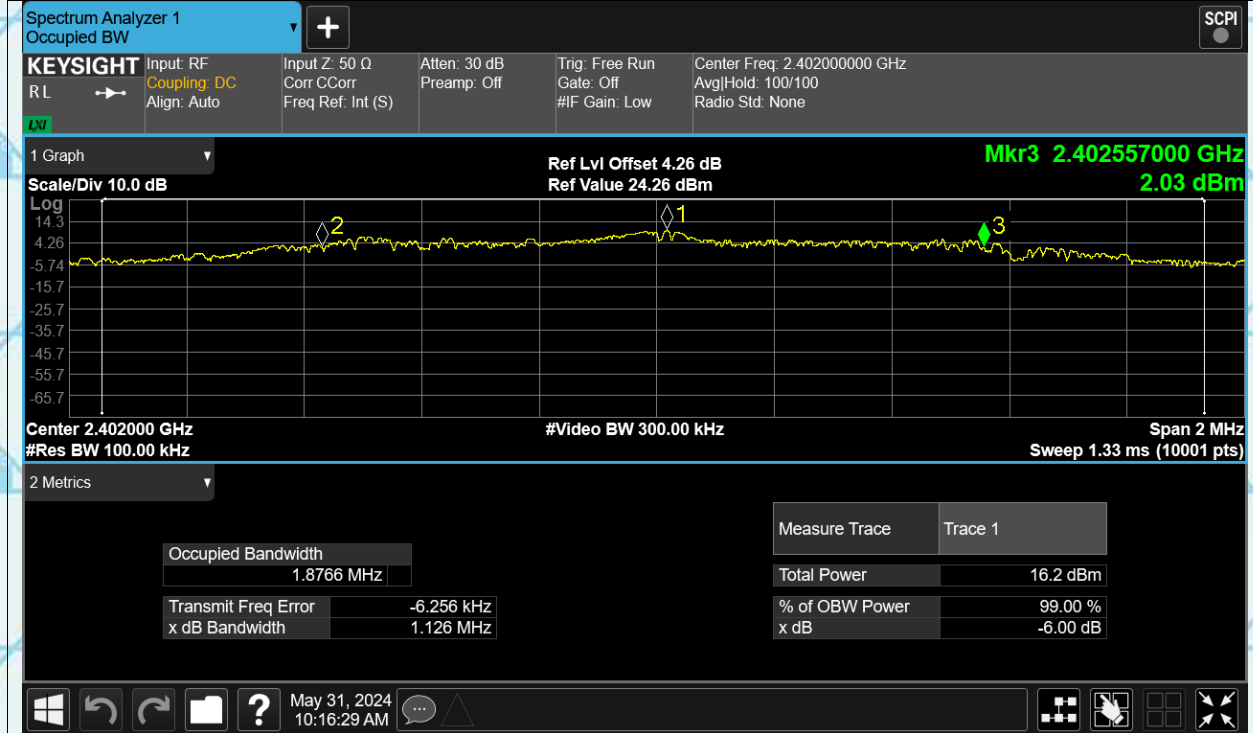 Spectrum Analyzer 1
Occupied BW
SCPI
KEYSIGHT
R L
LXI
Input: RF
Coupling: DC
Align: Auto
Input Z: 50 Ω
Corr CCorr
Freq Ref: Int (S)
Atten: 30 dB
Preamp: Off
Trig: Free Run
Gate: Off
#IF Gain: Low
Center Freq: 2.402000000 GHz
Avg|Hold: 100/100
Radio Std: None
1 Graph
Scale/Div 10.0 dB
Ref Lvl Offset 4.26 dB
Ref Value 24.26 dBm
Mkr3 2.402557000 GHz
2.03 dBm
Log
14.3
4.26
-5.74
-15.7
-25.7
-35.7
-45.7
-55.7
-65.7
2
1
3
Center 2.402000 GHz
#Video BW 300.00 kHz
Span 2 MHz
#Res BW 100.00 kHz
Sweep 1.33 ms (10001 pts)
2 Metrics
Occupied Bandwidth
1.8766 MHz
Transmit Freq Error -6.256 kHz
x dB Bandwidth 1.126 MHz
Measure Trace Trace 1
Total Power 16.2 dBm
% of OBW Power 99.00 %
x dB -6.00 dB
?
May 31, 2024
10:16:29 AM